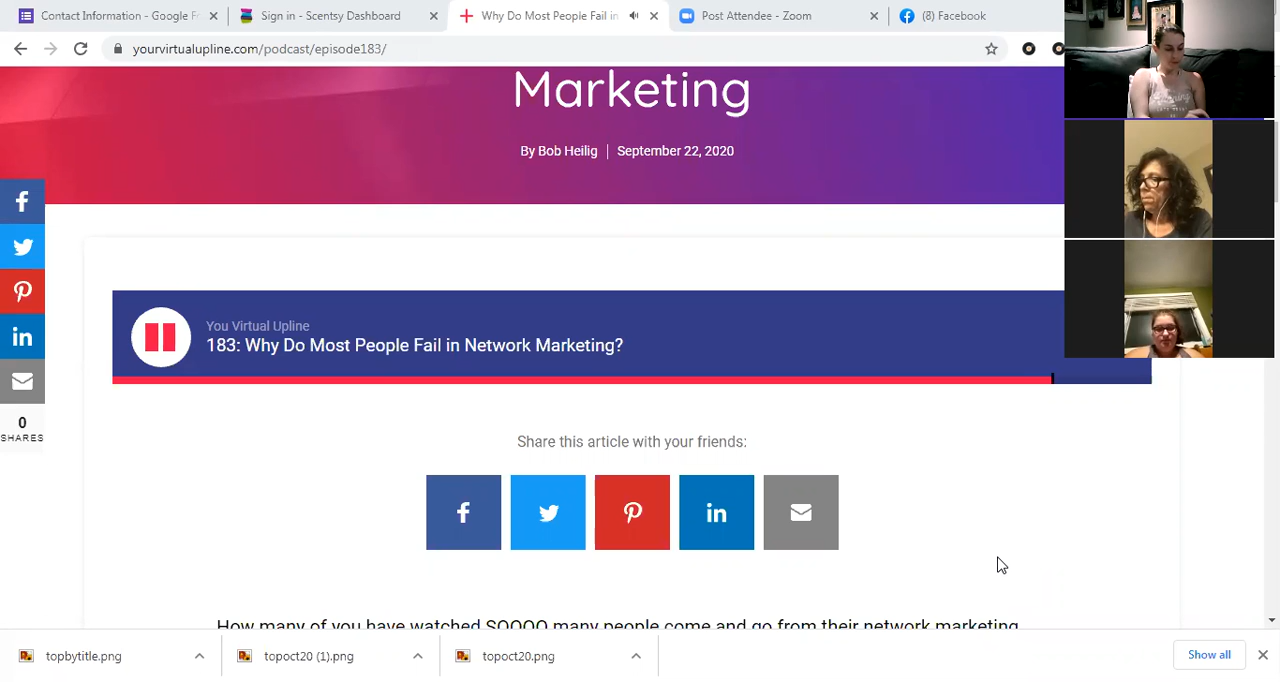 Contact Information - Google F
Sign in - Scentsy Dashboard
Why Do Most People Fail in
Post Attendee - Zoom
(8) Facebook
yourvirtualupline.com/podcast/episode183/
Marketing
By Bob Heilig | September 22, 2020
0
SHARES
You Virtual Upline
183: Why Do Most People Fail in Network Marketing?
Share this article with your friends:
How many of you have watched SOOOO many people come and go from their network marketing
topbytitle.png
topoct20 (1).png
topoct20.png
Show all